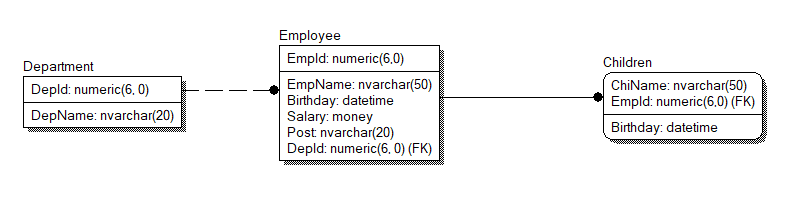 Department
DepId: numeric(6, 0)
DepName: nvarchar(20)
Employee
EmpId: numeric(6,0)
EmpName: nvarchar(50)
Birthday: datetime
Salary: money
Post: nvarchar(20)
DepId: numeric(6, 0) (FK)
Children
ChiName: nvarchar(50)
EmpId: numeric(6,0) (FK)
Birthday: datetime